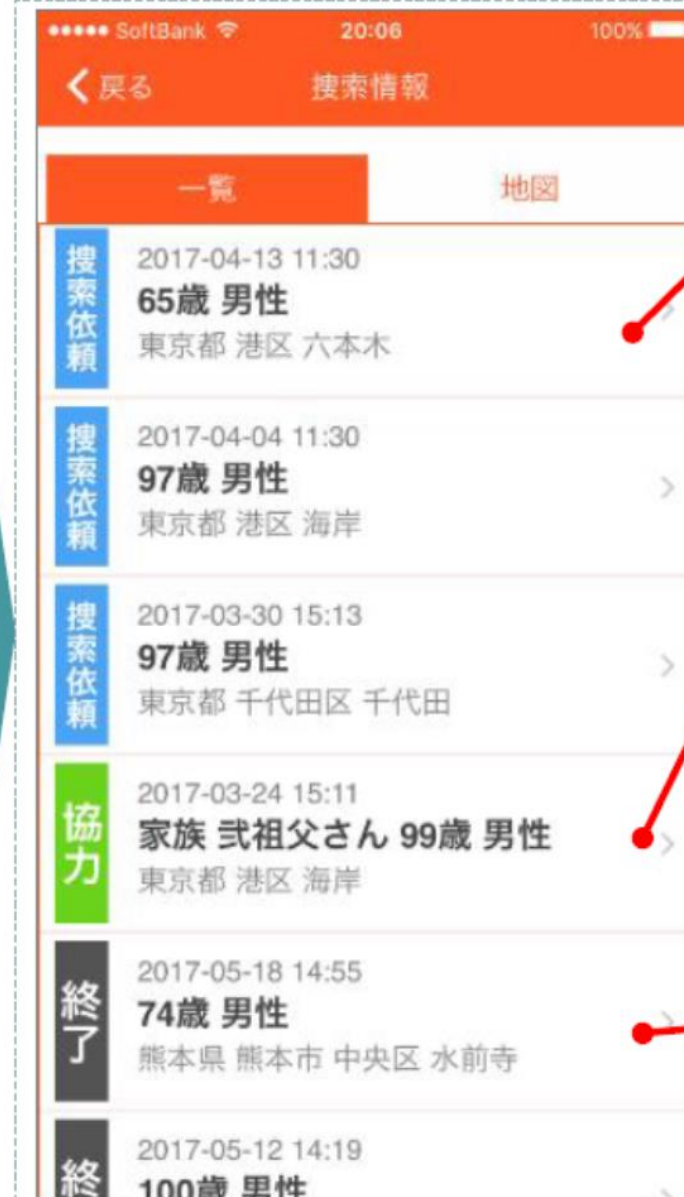 SoftBank 20:06 100%
戻る 捜索情報
一覧 地図
捜索依頼
2017-04-13 11:30
65歳 男性
東京都 港区 六本木
捜索依頼
2017-04-04 11:30
97歳 男性
東京都 港区 海岸
捜索依頼
2017-03-30 15:13
97歳 男性
東京都 千代田区 千代田
協力
2017-03-24 15:11
家族 弐祖父さん 99歳 男性
東京都 港区 海岸
終了
2017-05-18 14:55
74歳 男性
熊本県 熊本市 中央区 水前寺
終
2017-05-12 14:19
100歳 男性